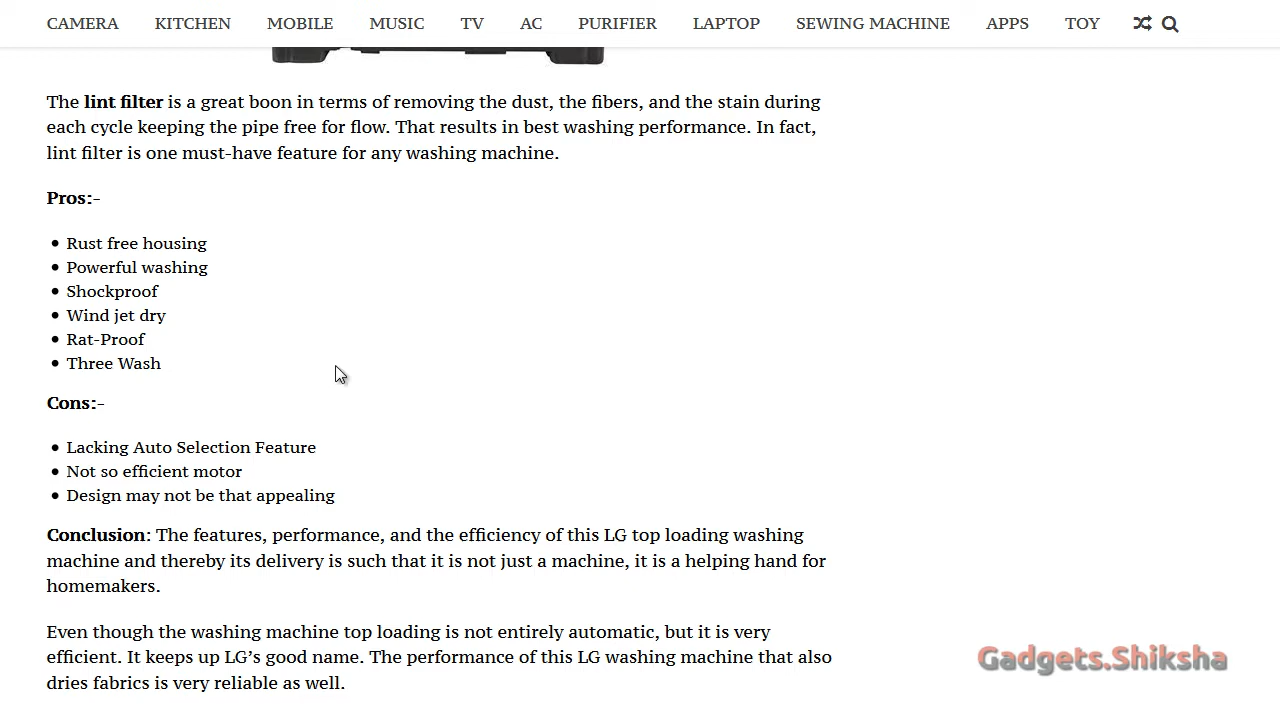 CAMERA KITCHEN MOBILE MUSIC TV AC PURIFIER LAPTOP SEWING MACHINE APPS TOY
The lint filter is a great boon in terms of removing the dust, the fibers, and the stain during
each cycle keeping the pipe free for flow. That results in best washing performance. In fact,
lint filter is one must-have feature for any washing machine.
Pros:-
• Rust free housing
• Powerful washing
• Shockproof
• Wind jet dry
• Rat-Proof
• Three Wash
Cons:-
• Lacking Auto Selection Feature
• Not so efficient motor
• Design may not be that appealing
Conclusion: The features, performance, and the efficiency of this LG top loading washing
machine and thereby its delivery is such that it is not just a machine, it is a helping hand for
homemakers.
Even though the washing machine top loading is not entirely automatic, but it is very
efficient. It keeps up LG’s good name. The performance of this LG washing machine that also
dries fabrics is very reliable as well.
Gadgets.Shiksha